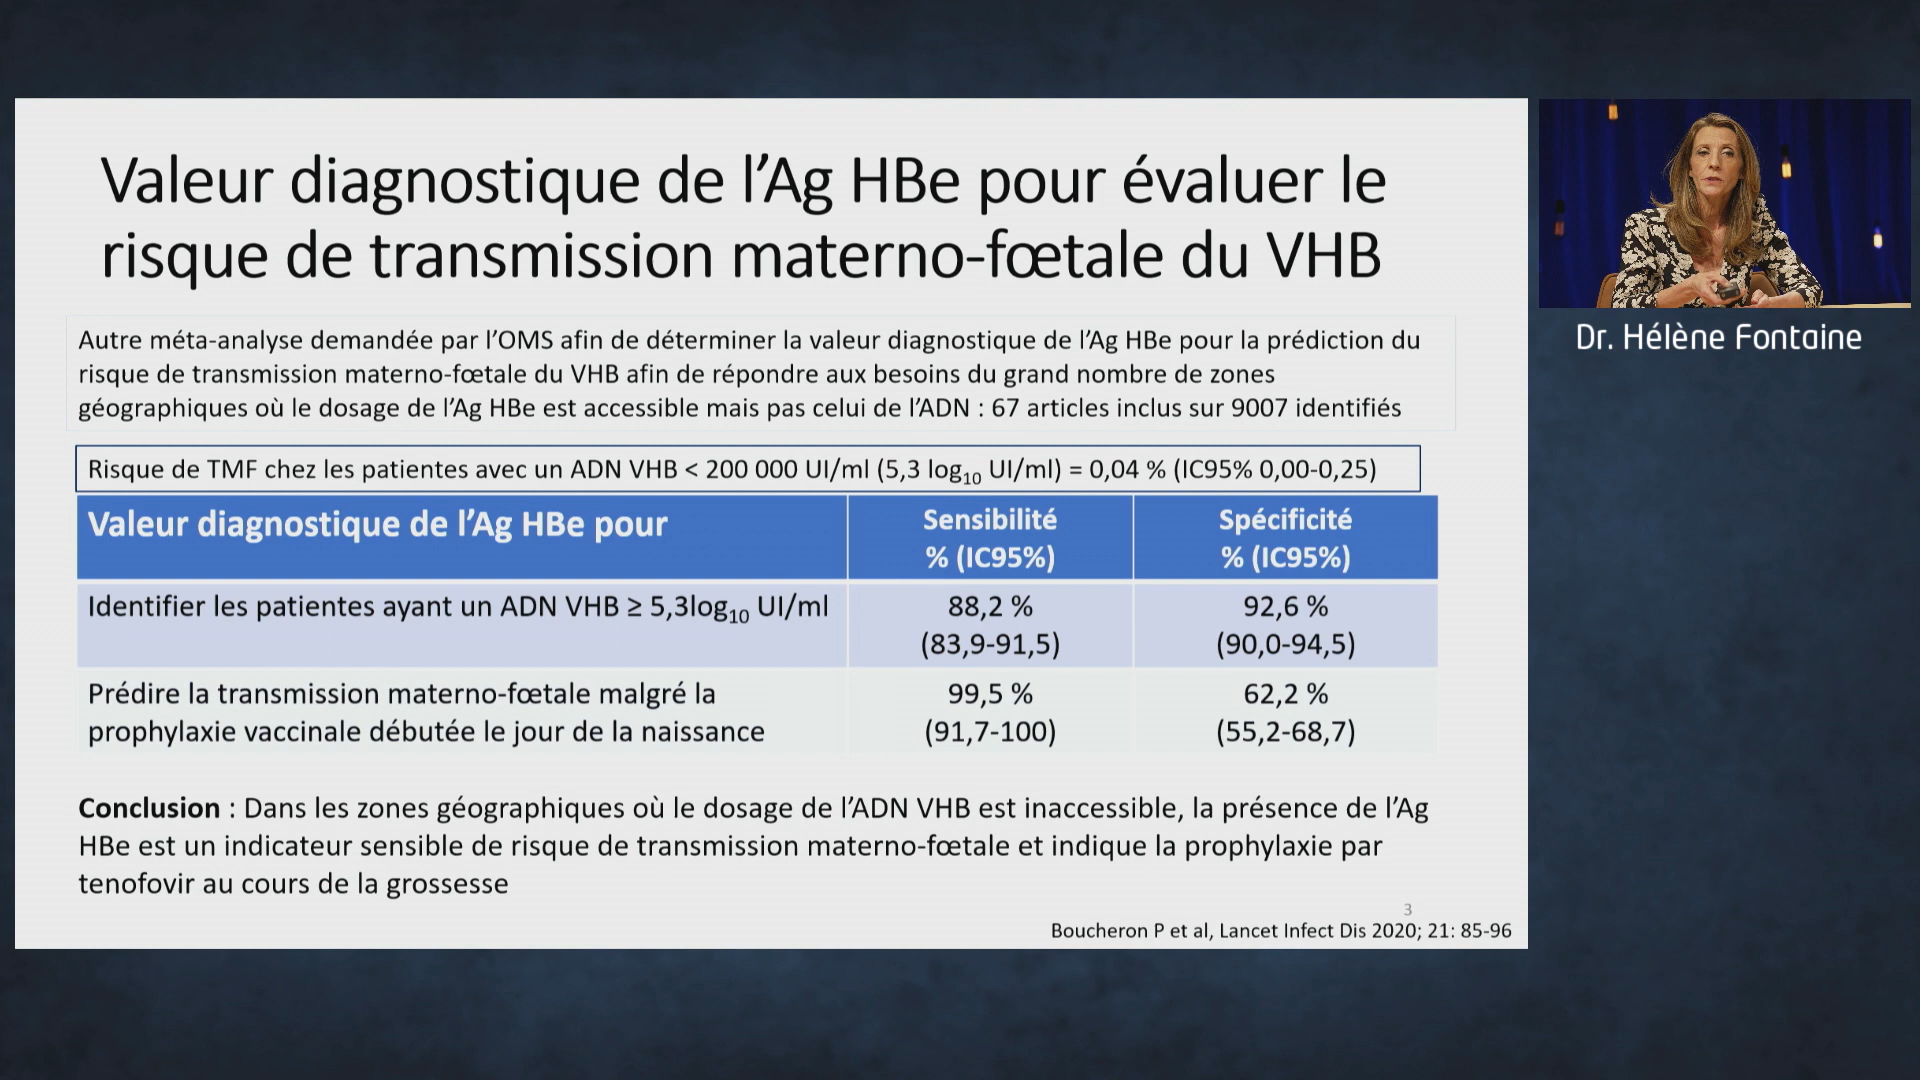 Valeur diagnostique de l’Ag HBe pour évaluer le
risque de transmission materno-fœtale du VHB
Autre méta-analyse demandée par l’OMS afin de déterminer la valeur diagnostique de l’Ag HBe pour la prédiction du
risque de transmission materno-fœtale du VHB afin de répondre aux besoins du grand nombre de zones
géographiques où le dosage de l’Ag HBe est accessible mais pas celui de l’ADN : 67 articles inclus sur 9007 identifiés
Risque de TMF chez les patientes avec un ADN VHB < 200 000 UI/ml (5,3 log10 UI/ml) = 0,04 % (IC95% 0,00-0,25)
Valeur diagnostique de l’Ag HBe pour
Sensibilité
% (IC95%)
Spécificité
% (IC95%)
Identifier les patientes ayant un ADN VHB ≥ 5,3log10 UI/ml
88,2 %
(83,9-91,5)
92,6 %
(90,0-94,5)
Prédire la transmission materno-fœtale malgré la
prophylaxie vaccinale débutée le jour de la naissance
99,5 %
(91,7-100)
62,2 %
(55,2-68,7)
Conclusion : Dans les zones géographiques où le dosage de l’ADN VHB est inaccessible, la présence de l’Ag
HBe est un indicateur sensible de risque de transmission materno-fœtale et indique la prophylaxie par
tenofovir au cours de la grossesse
3
Boucheron P et al, Lancet Infect Dis 2020; 21: 85-96
Dr. Hélène Fontaine